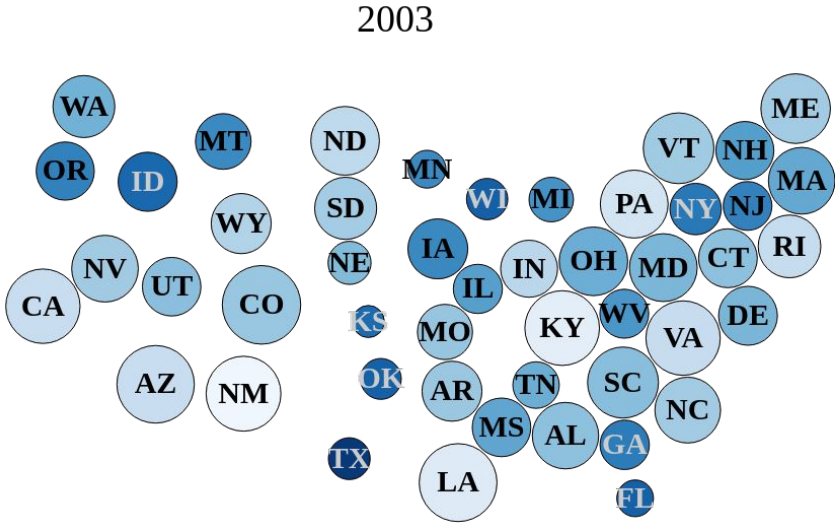 2003
WA
ME
MT
ND
NH
VT
OR
MN
ID
MA
WI
MI
PA
NY
NJ
SD
WY
IA
RI
CT
NE
OH
MD
IN
NV
UT
IL
CO
CA
WV
DE
KS
KY
MO
VA
OK
AZ
SC
TN
AR
NM
NC
MS
AL
GA
TX
LA
FL